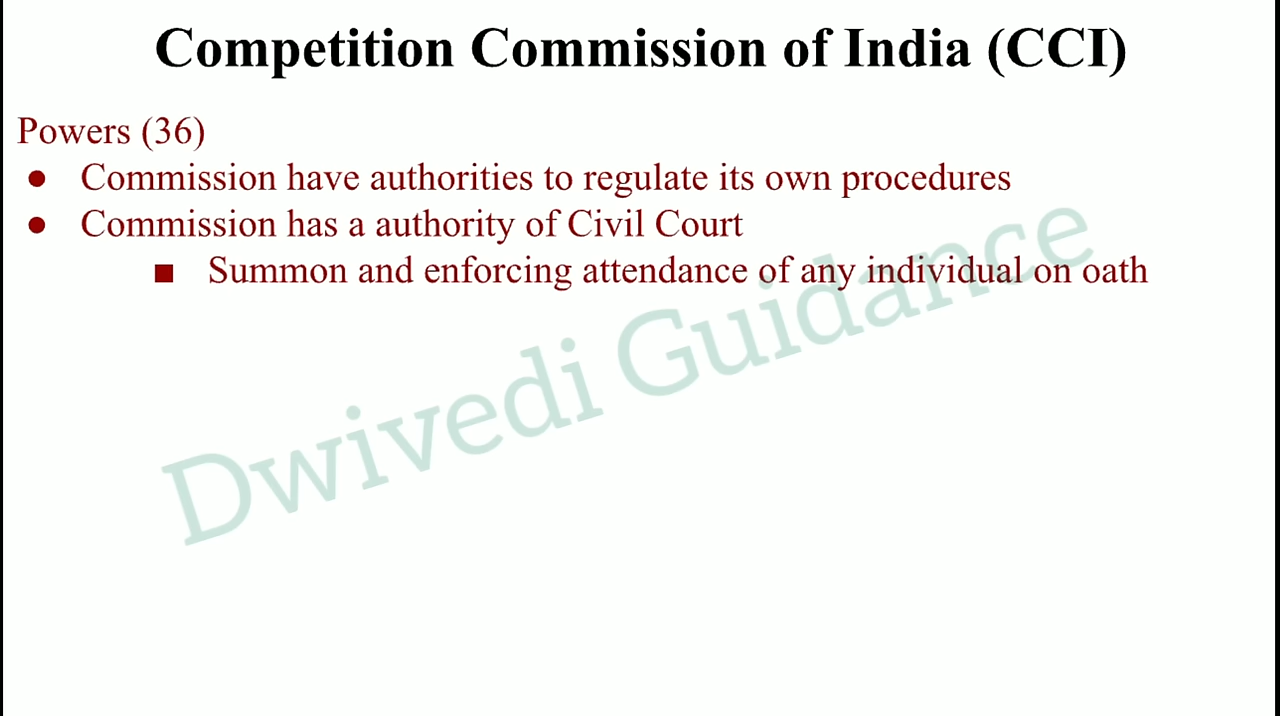 Competition Commission of India (CCI)
Powers (36)
● Commission have authorities to regulate its own procedures
● Commission has a authority of Civil Court
■ Summon and enforcing attendance of any individual on oath
Dwivedi Guidance